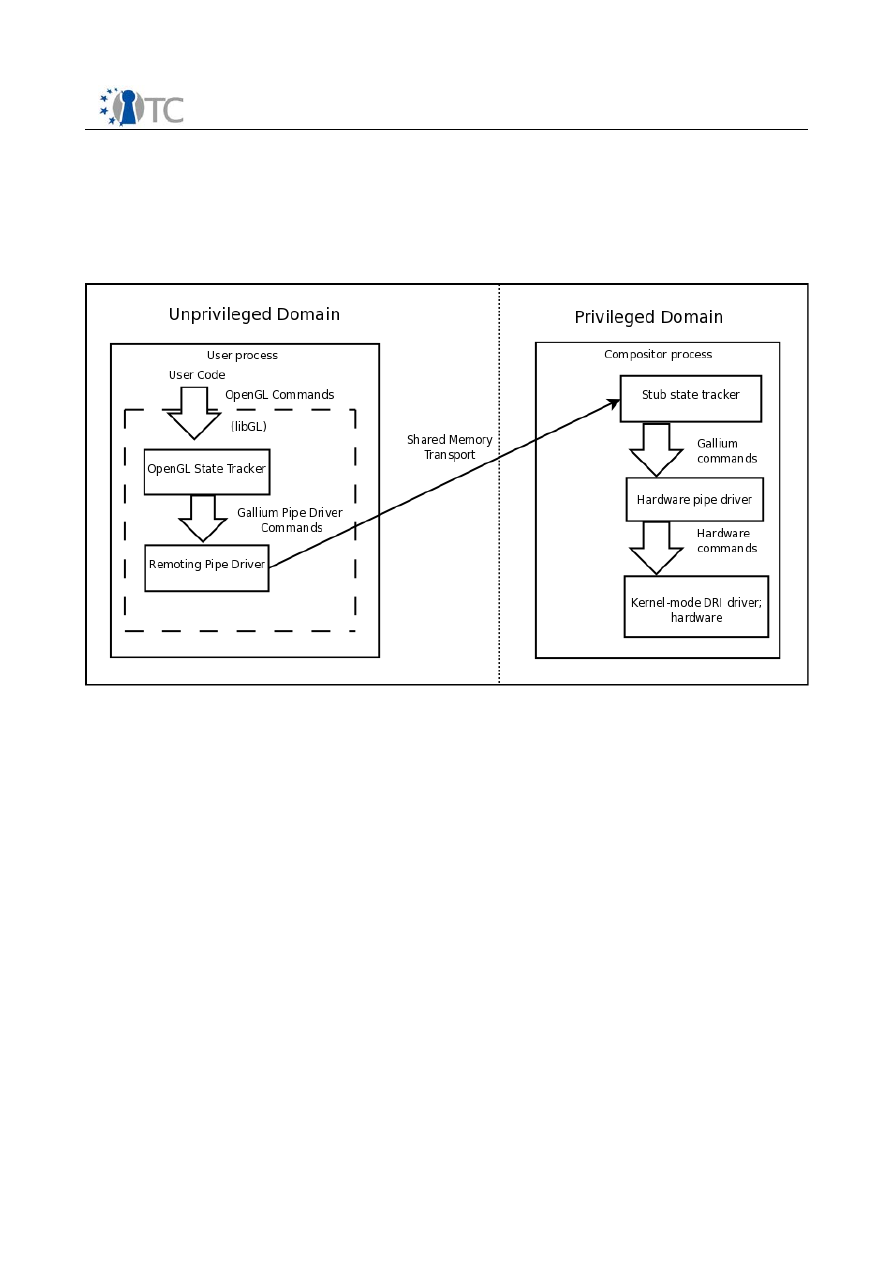 TC
Unprivileged Domain
User process
User Code
OpenGL Commands
(libGL)
OpenGL State Tracker
Gallium Pipe Driver
Commands
Remoting Pipe Driver
Shared Memory
Transport
Privileged Domain
Compositor process
Stub state tracker
Gallium
commands
Hardware pipe driver
Hardware
commands
Kernel-mode DRI driver;
hardware